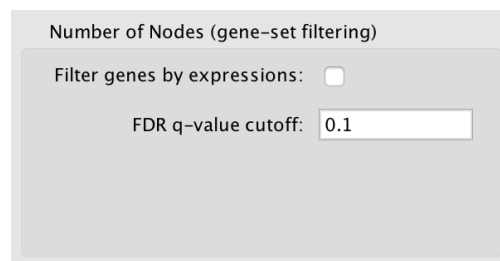 Number of Nodes (gene-set filtering)
Filter genes by expressions:
FDR q-value cutoff: 0.1